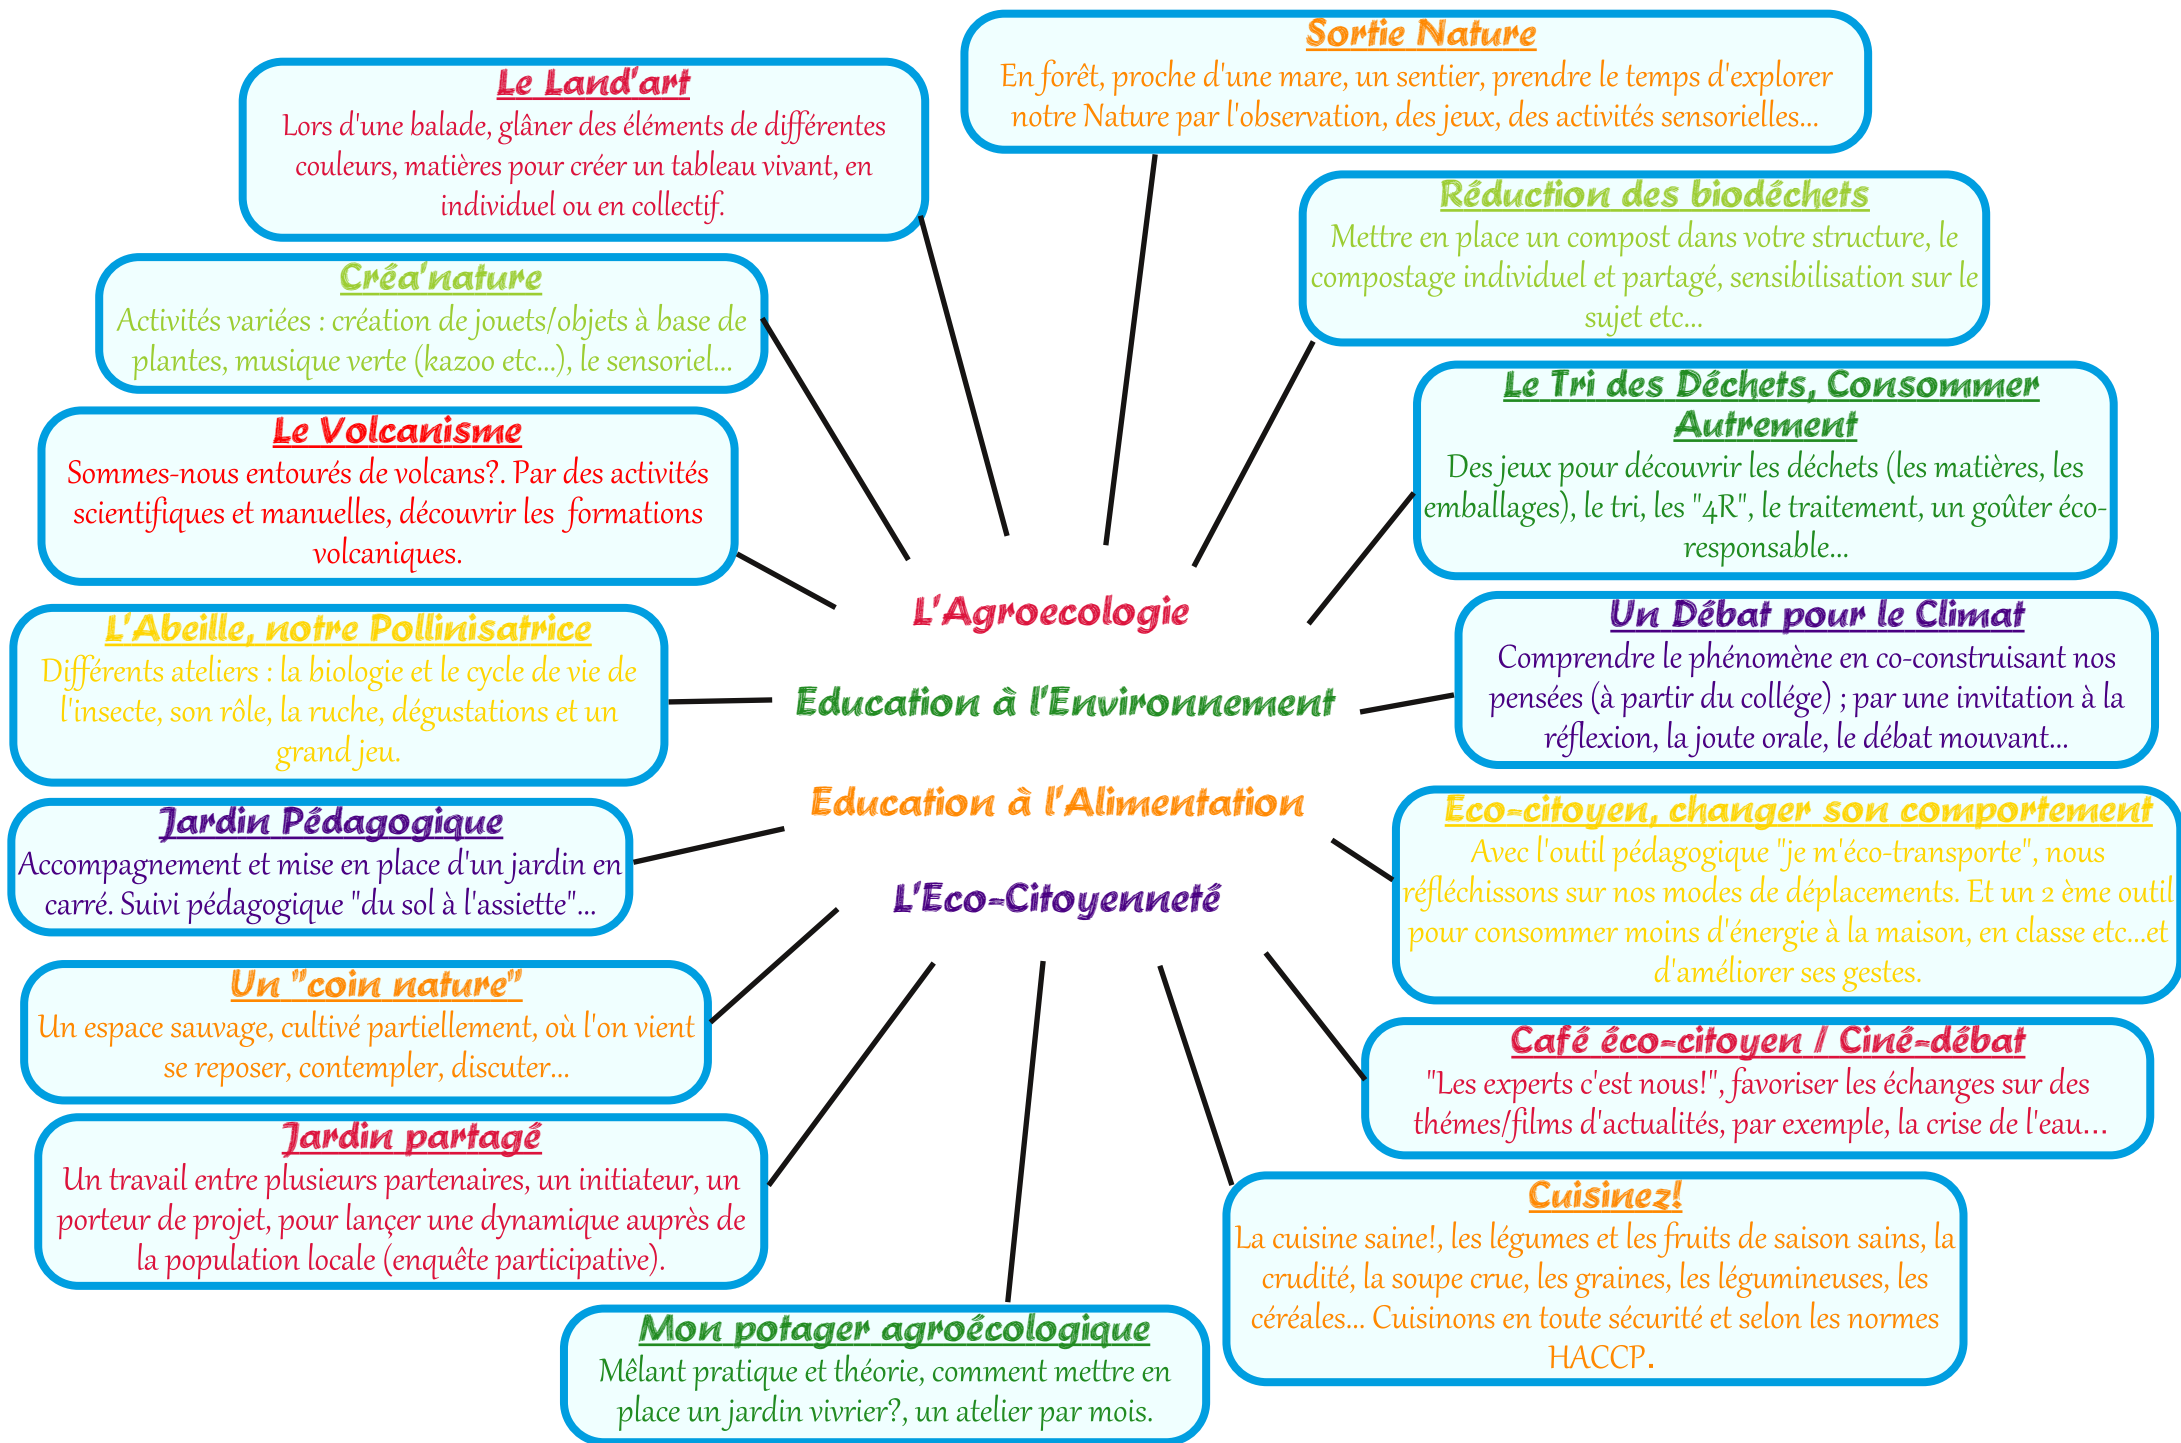 Sortie Nature
En forêt, proche d'une mare, un sentier, prendre le temps d'explorer
notre Nature par l'observation, des jeux, des activités sensorielles...
Le Land'art
Lors d'une balade, glâner des éléments de différentes
couleurs, matières pour créer un tableau vivant, en
individuel ou en collectif.
Réduction des biodéchets
Mettre en place un compost dans votre structure, le
compostage individuel et partagé, sensibilisation sur le
sujet etc...
Créa'nature
Activités variées : création de jouets/objets à base de
plantes, musique verte (kazoo etc...), le sensoriel...
Le Tri des Déchets, Consommer
Autrement
Des jeux pour découvrir les déchets (les matières, les
emballages), le tri, les "4R", le traitement, un goûter éco-
responsable...
Le Volcanisme
Sommes-nous entourés de volcans?. Par des activités
scientifiques et manuelles, découvrir les formations
volcaniques.
L'Agroecologie
Education à l'Environnement
Education à l'Alimentation
L'Eco-Citoyenneté
Un Débat pour le Climat
Comprendre le phénomène en co-construisant nos
pensées (à partir du collége) ; par une invitation à la
réflexion, la joute orale, le débat mouvant...
L'Abeille, notre Pollinisatrice
Différents ateliers : la biologie et le cycle de vie de
l'insecte, son rôle, la ruche, dégustations et un
grand jeu.
Eco-citoyen, changer son comportement
Avec l'outil pédagogique "je m'éco-transporte", nous
réfléchissons sur nos modes de déplacements. Et un 2 ème outil
pour consommer moins d'énergie à la maison, en classe etc...et
d'améliorer ses gestes.
Jardin Pédagogique
Accompagnement et mise en place d'un jardin en
carré. Suivi pédagogique "du sol à l'assiette"...
Un "coin nature"
Un espace sauvage, cultivé partiellement, où l'on vient
se reposer, contempler, discuter...
Café éco-citoyen / Ciné-débat
"Les experts c'est nous!", favoriser les échanges sur des
thémes/films d'actualités, par exemple, la crise de l'eau...
Jardin partagé
Un travail entre plusieurs partenaires, un initiateur, un
porteur de projet, pour lançer une dynamique auprès de
la population locale (enquête participative).
Cuisinez!
La cuisine saine!, les légumes et les fruits de saison sains, la
crudité, la soupe crue, les graines, les légumineuses, les
céréales... Cuisinons en toute sécurité et selon les normes
HACCP.
Mon potager agroécologique
Mêlant pratique et théorie, comment mettre en
place un jardin vivrier?, un atelier par mois.